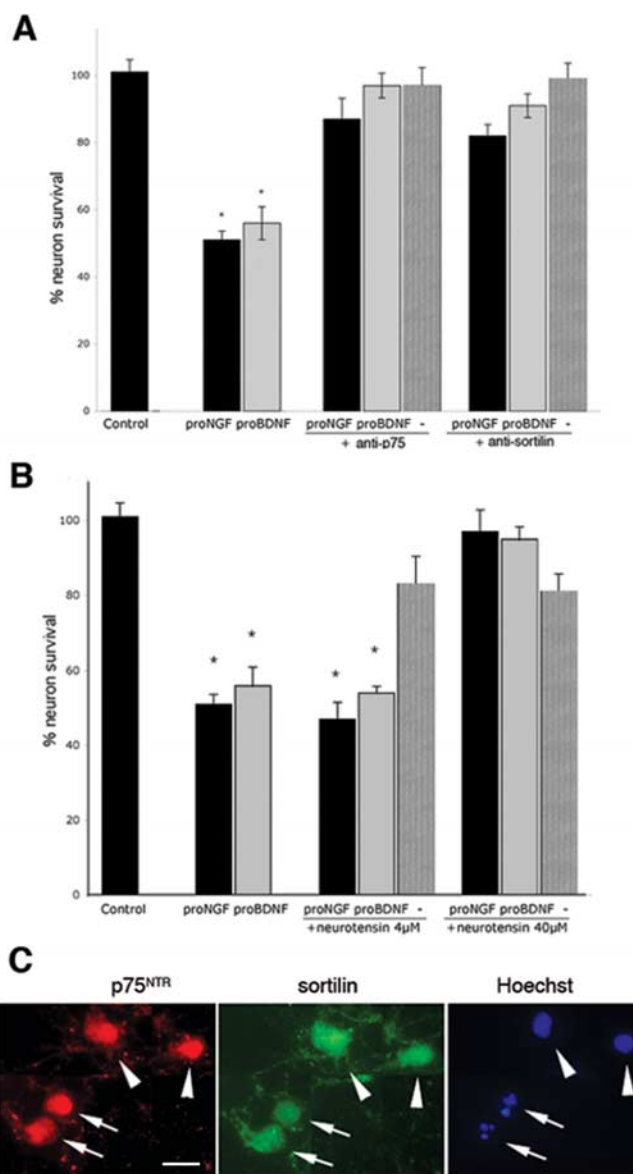 A
% neuron survival
100
80
60
40
20
0
*
*
Control
proNGF proBDNF
proNGF proBDNF -
+ anti-p75
proNGF proBDNF -
+ anti-sortilin
B
% neuron survival
100
80
60
40
20
0
*
*
*
*
Control
proNGF proBDNF
proNGF proBDNF -
+neurotensin 4µM
proNGF proBDNF -
+neurotensin 40µM
C
p75NTR
sortilin
Hoechst